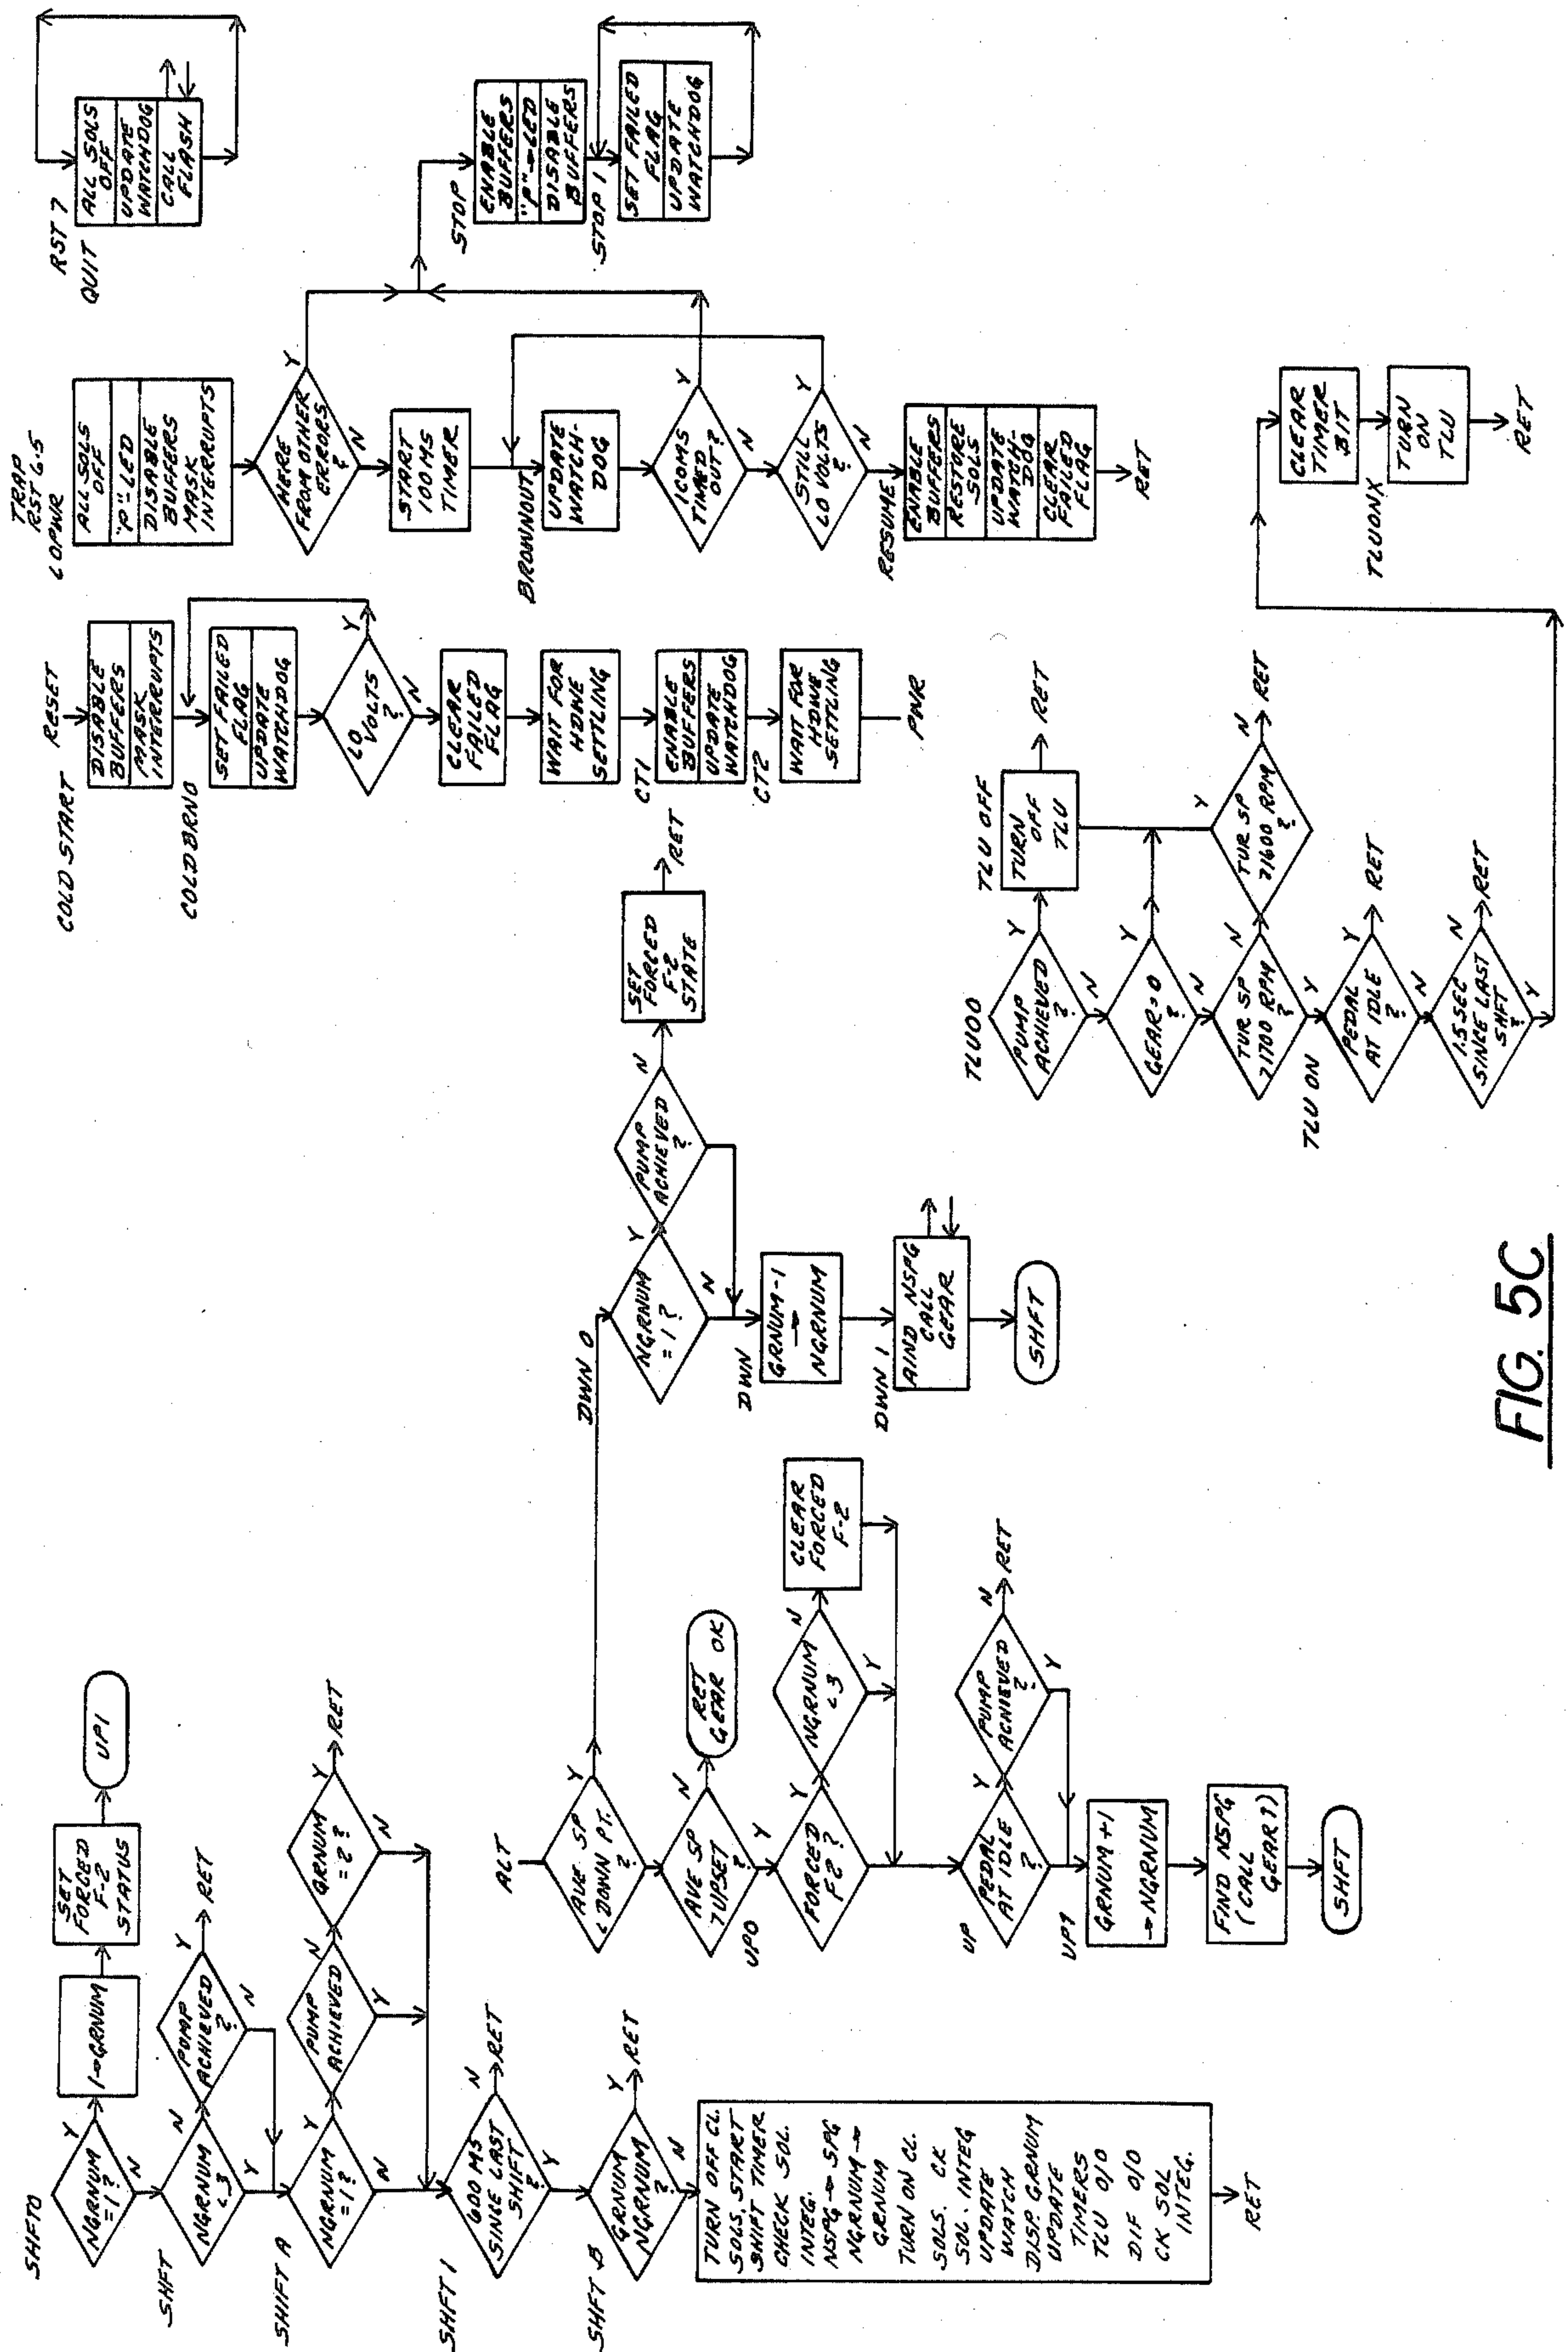 SHFT0
NGRNUM
=1?
Y
N
1→GRNUM
SET
FORCED
F-2
STATUS
UP1
SHFT
NGRNUM
<3
N
Y
PUMP
ACHIEVED
?
Y
RET
N
SHIFT A
NGRNUM
=1?
Y
N
PUMP
ACHIEVED
N
Y
GRNUM
=2?
Y
RET
N
SHFT 1
600 MS
SINCE LAST
SHIFT
?
N
RET
Y
SHFT B
GRNUM
NGRNUM
?
Y
RET
N
TURN OFF CL.
SOLS. START
SHIFT TIMER
CHECK SOL.
INTEG.
NSPG→SPG
NGRNUM→
GRNUM
TURN ON CL.
SOLS. CK
SOL. INTEG
UPDATE
WATCH
DISP. GRNUM
UPDATE
TIMERS
TLU 0/0
DIF 0/0
CK SOL
INTEG.
RET
ALT
AVE SP
<DOWN PT.
?
Y
N
AVE SP
>UPSET
?
N
RET
GEAR OK
Y
UP0
FORCED
F2?
Y
NGRNUM
<3
N
Y
CLEAR
FORCED
F-2
UP
PEDAL
AT IDLE
?
Y
PUMP
ACHIEVED
?
N
RET
Y
UP1
GRNUM+1
→NGRNUM
FIND NSPG
(CALL
GEAR1)
SHFT
DWN 0
NGRNUM
=1?
Y
N
PUMP
ACHIEVED
?
N
SET
FORCED
F-2
STATE
RET
DWN
GRNUM-1
→
NGRNUM
DWN 1
AIND NSPG
CALL
GEAR
SHFT
COLD START
RESET
DISABLE
BUFFERS
MASK
INTERRUPTS
COLDBRNO
SET FAILED
FLAG
UPDATE
WATCHDOG
LO
VOLTS
?
Y
N
CLEAR
FAILED
FLAG
WAIT FOR
HDWE
SETTLING
CT1
ENABLE
BUFFERS
UPDATE
WATCHDOG
CT2
WAIT FOR
HDWE
SETTLING
PWR
TRAP
RST 6.5
LOPWR
ALL SOLS
OFF
"P"→LED
DISABLE
BUFFERS
MASK
INTERRUPTS
HERE
FROM OTHER
ERRORS
?
Y
N
START
100 MS
TIMER
BROWNOUT
UPDATE
WATCH-
DOG
100MS
TIMED
OUT?
Y
N
STILL
LO VOLTS
?
Y
N
RESUME
ENABLE
BUFFERS
RESTORE
SOLS
UPDATE
WATCH-
DOG
CLEAR
FAILED
FLAG
RET
RST 7
QUIT
ALL SOLS
OFF
UPDATE
WATCHDOG
CALL
FLASH
STOP
ENABLE
BUFFERS
"P"→LED
DISABLE
BUFFERS
STOP 1
SET FAILED
FLAG
UPDATE
WATCHDOG
TLU00
PUMP
ACHIEVED
?
Y
N
TLU OFF
TURN
OFF
TLU
RET
GEAR=0
?
Y
N
TUR SP
>1700 RPM
?
N
Y
TUR SP
>1600 RPM
?
Y
N
RET
TLU ON
PEDAL
AT IDLE
?
Y
RET
N
1.5 SEC
SINCE LAST
SHFT
?
N
RET
Y
CLEAR
TIMER
BIT
TLUONX
TURN
ON
TLU
RET
FIG. 5C